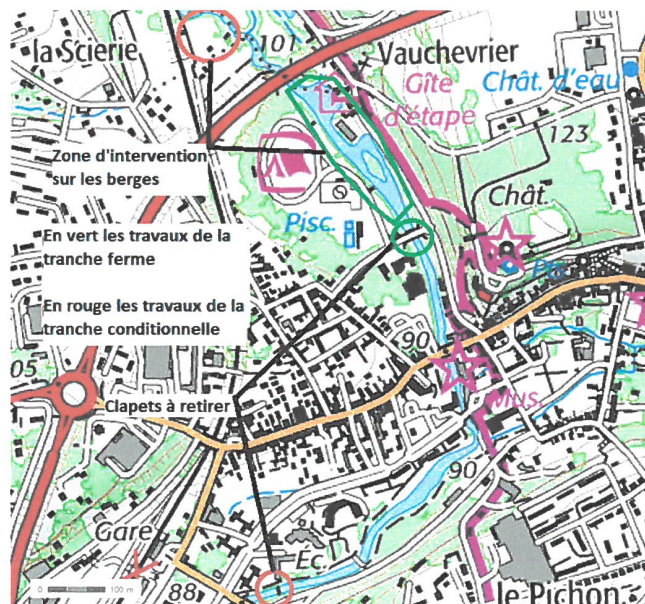 la Scierie
101
Vauchevrier
Gîte
d'étape
Chât. d'eau
123
Zone d'intervention
sur les berges
Pisc.
Chât.
En vert les travaux de la
tranche ferme
En rouge les travaux de la
tranche conditionnelle
90
05
Clapets à retirer
Mus.
90
Gare
Éc.
88
le Pichon
0 100 m